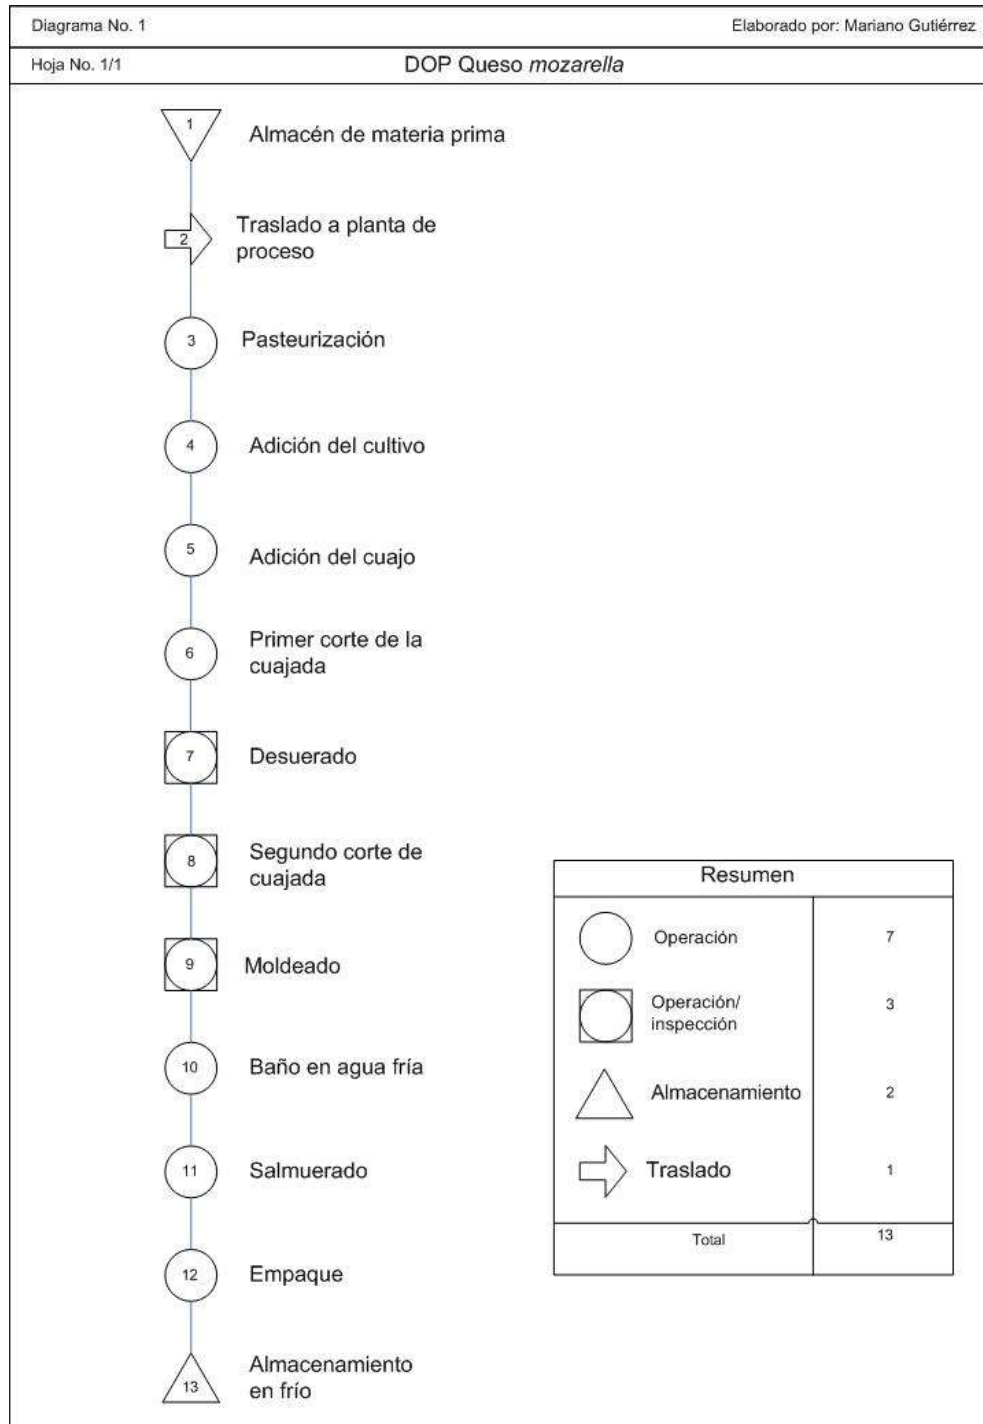 Diagrama No. 1
Elaborado por: Mariano Gutiérrez
Hoja No. 1/1
DOP Queso mozarella
1
Almacén de materia prima
2
Traslado a planta de
proceso
3
Pasteurización
4
Adición del cultivo
5
Adición del cuajo
6
Primer corte de la
cuajada
7
Desuerado
8
Segundo corte de
cuajada
9
Moldeado
10
Baño en agua fría
11
Salmuerado
12
Empaque
13
Almacenamiento
en frío
Resumen
Operación
7
Operación/
inspección
3
Almacenamiento
2
Traslado
1
Total
13